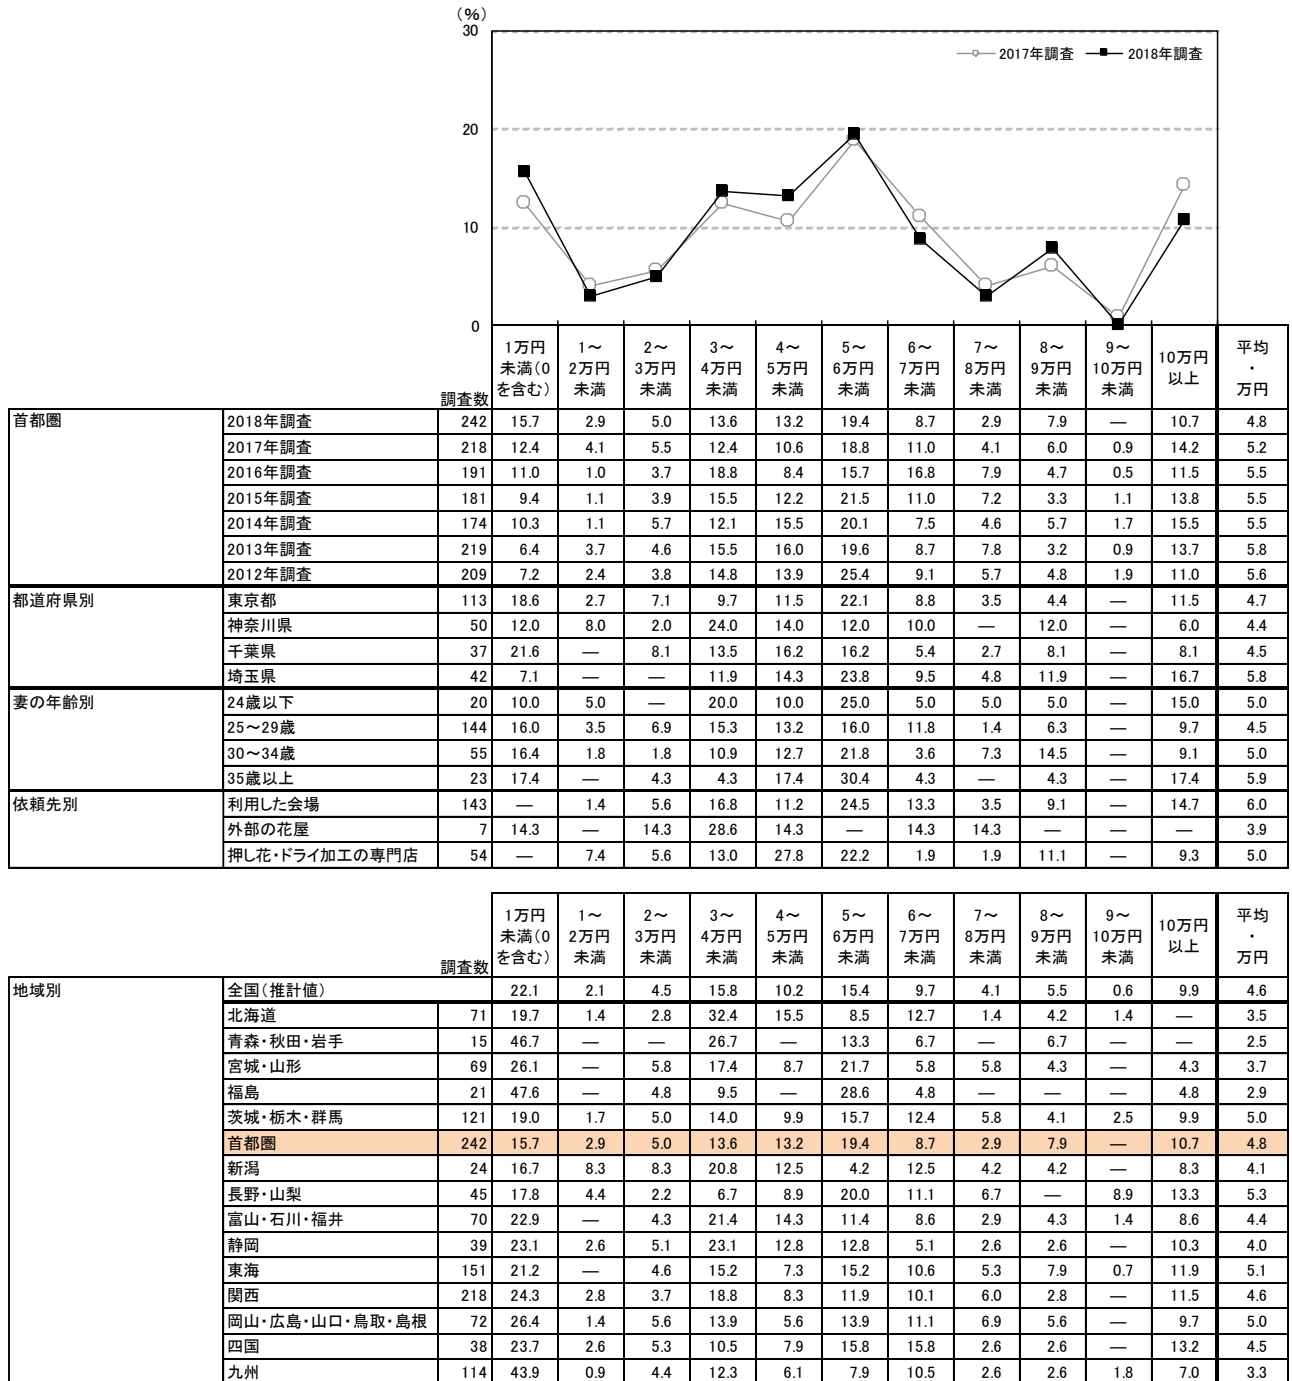 (%)
30
20
10
0
2017年調査 2018年調査
調査数 1万円未満(0を含む) 1～2万円未満 2～3万円未満 3～4万円未満 4～5万円未満 5～6万円未満 6～7万円未満 7～8万円未満 8～9万円未満 9～10万円未満 10万円以上 平均・万円
首都圏 2018年調査 242 15.7 2.9 5.0 13.6 13.2 19.4 8.7 2.9 7.9 — 10.7 4.8
2017年調査 218 12.4 4.1 5.5 12.4 10.6 18.8 11.0 4.1 6.0 0.9 14.2 5.2
2016年調査 191 11.0 1.0 3.7 18.8 8.4 15.7 16.8 7.9 4.7 0.5 11.5 5.5
2015年調査 181 9.4 1.1 3.9 15.5 12.2 21.5 11.0 7.2 3.3 1.1 13.8 5.5
2014年調査 174 10.3 1.1 5.7 12.1 15.5 20.1 7.5 4.6 5.7 1.7 15.5 5.5
2013年調査 219 6.4 3.7 4.6 15.5 16.0 19.6 8.7 7.8 3.2 0.9 13.7 5.8
2012年調査 209 7.2 2.4 3.8 14.8 13.9 25.4 9.1 5.7 4.8 1.9 11.0 5.6
都道府県別 東京都 113 18.6 2.7 7.1 9.7 11.5 22.1 8.8 3.5 4.4 — 11.5 4.7
神奈川県 50 12.0 8.0 2.0 24.0 14.0 12.0 10.0 — 12.0 — 6.0 4.4
千葉県 37 21.6 — 8.1 13.5 16.2 16.2 5.4 2.7 8.1 — 8.1 4.5
埼玉県 42 7.1 — — 11.9 14.3 23.8 9.5 4.8 11.9 — 16.7 5.8
妻の年齢別 24歳以下 20 10.0 5.0 — 20.0 10.0 25.0 5.0 5.0 5.0 — 15.0 5.0
25～29歳 144 16.0 3.5 6.9 15.3 13.2 16.0 11.8 1.4 6.3 — 9.7 4.5
30～34歳 55 16.4 1.8 1.8 10.9 12.7 21.8 3.6 7.3 14.5 — 9.1 5.0
35歳以上 23 17.4 — 4.3 4.3 17.4 30.4 4.3 — 4.3 — 17.4 5.9
依頼先別 利用した会場 143 — 1.4 5.6 16.8 11.2 24.5 13.3 3.5 9.1 — 14.7 6.0
外部の花屋 7 14.3 — 14.3 28.6 14.3 — 14.3 14.3 — — — 3.9
押し花・ドライ加工の専門店 54 — 7.4 5.6 13.0 27.8 22.2 1.9 1.9 11.1 — 9.3 5.0
調査数 1万円未満(0を含む) 1～2万円未満 2～3万円未満 3～4万円未満 4～5万円未満 5～6万円未満 6～7万円未満 7～8万円未満 8～9万円未満 9～10万円未満 10万円以上 平均・万円
地域別 全国(推計値) 22.1 2.1 4.5 15.8 10.2 15.4 9.7 4.1 5.5 0.6 9.9 4.6
北海道 71 19.7 1.4 2.8 32.4 15.5 8.5 12.7 1.4 4.2 1.4 — 3.5
青森・秋田・岩手 15 46.7 — — 26.7 — 13.3 6.7 — 6.7 — — 2.5
宮城・山形 69 26.1 — 5.8 17.4 8.7 21.7 5.8 5.8 4.3 — 4.3 3.7
福島 21 47.6 — 4.8 9.5 — 28.6 4.8 — — — 4.8 2.9
茨城・栃木・群馬 121 19.0 1.7 5.0 14.0 9.9 15.7 12.4 5.8 4.1 2.5 9.9 5.0
首都圏 242 15.7 2.9 5.0 13.6 13.2 19.4 8.7 2.9 7.9 — 10.7 4.8
新潟 24 16.7 8.3 8.3 20.8 12.5 4.2 12.5 4.2 4.2 — 8.3 4.1
長野・山梨 45 17.8 4.4 2.2 6.7 8.9 20.0 11.1 6.7 — 8.9 13.3 5.3
富山・石川・福井 70 22.9 — 4.3 21.4 14.3 11.4 8.6 2.9 4.3 1.4 8.6 4.4
静岡 39 23.1 2.6 5.1 23.1 12.8 12.8 5.1 2.6 2.6 — 10.3 4.0
東海 151 21.2 — 4.6 15.2 7.3 15.2 10.6 5.3 7.9 0.7 11.9 5.1
関西 218 24.3 2.8 3.7 18.8 8.3 11.9 10.1 6.0 2.8 — 11.5 4.6
岡山・広島・山口・鳥取・島根 72 26.4 1.4 5.6 13.9 5.6 13.9 11.1 6.9 5.6 — 9.7 5.0
四国 38 23.7 2.6 5.3 10.5 7.9 15.8 15.8 2.6 2.6 — 13.2 4.5
九州 114 43.9 0.9 4.4 12.3 6.1 7.9 10.5 2.6 2.6 1.8 7.0 3.3